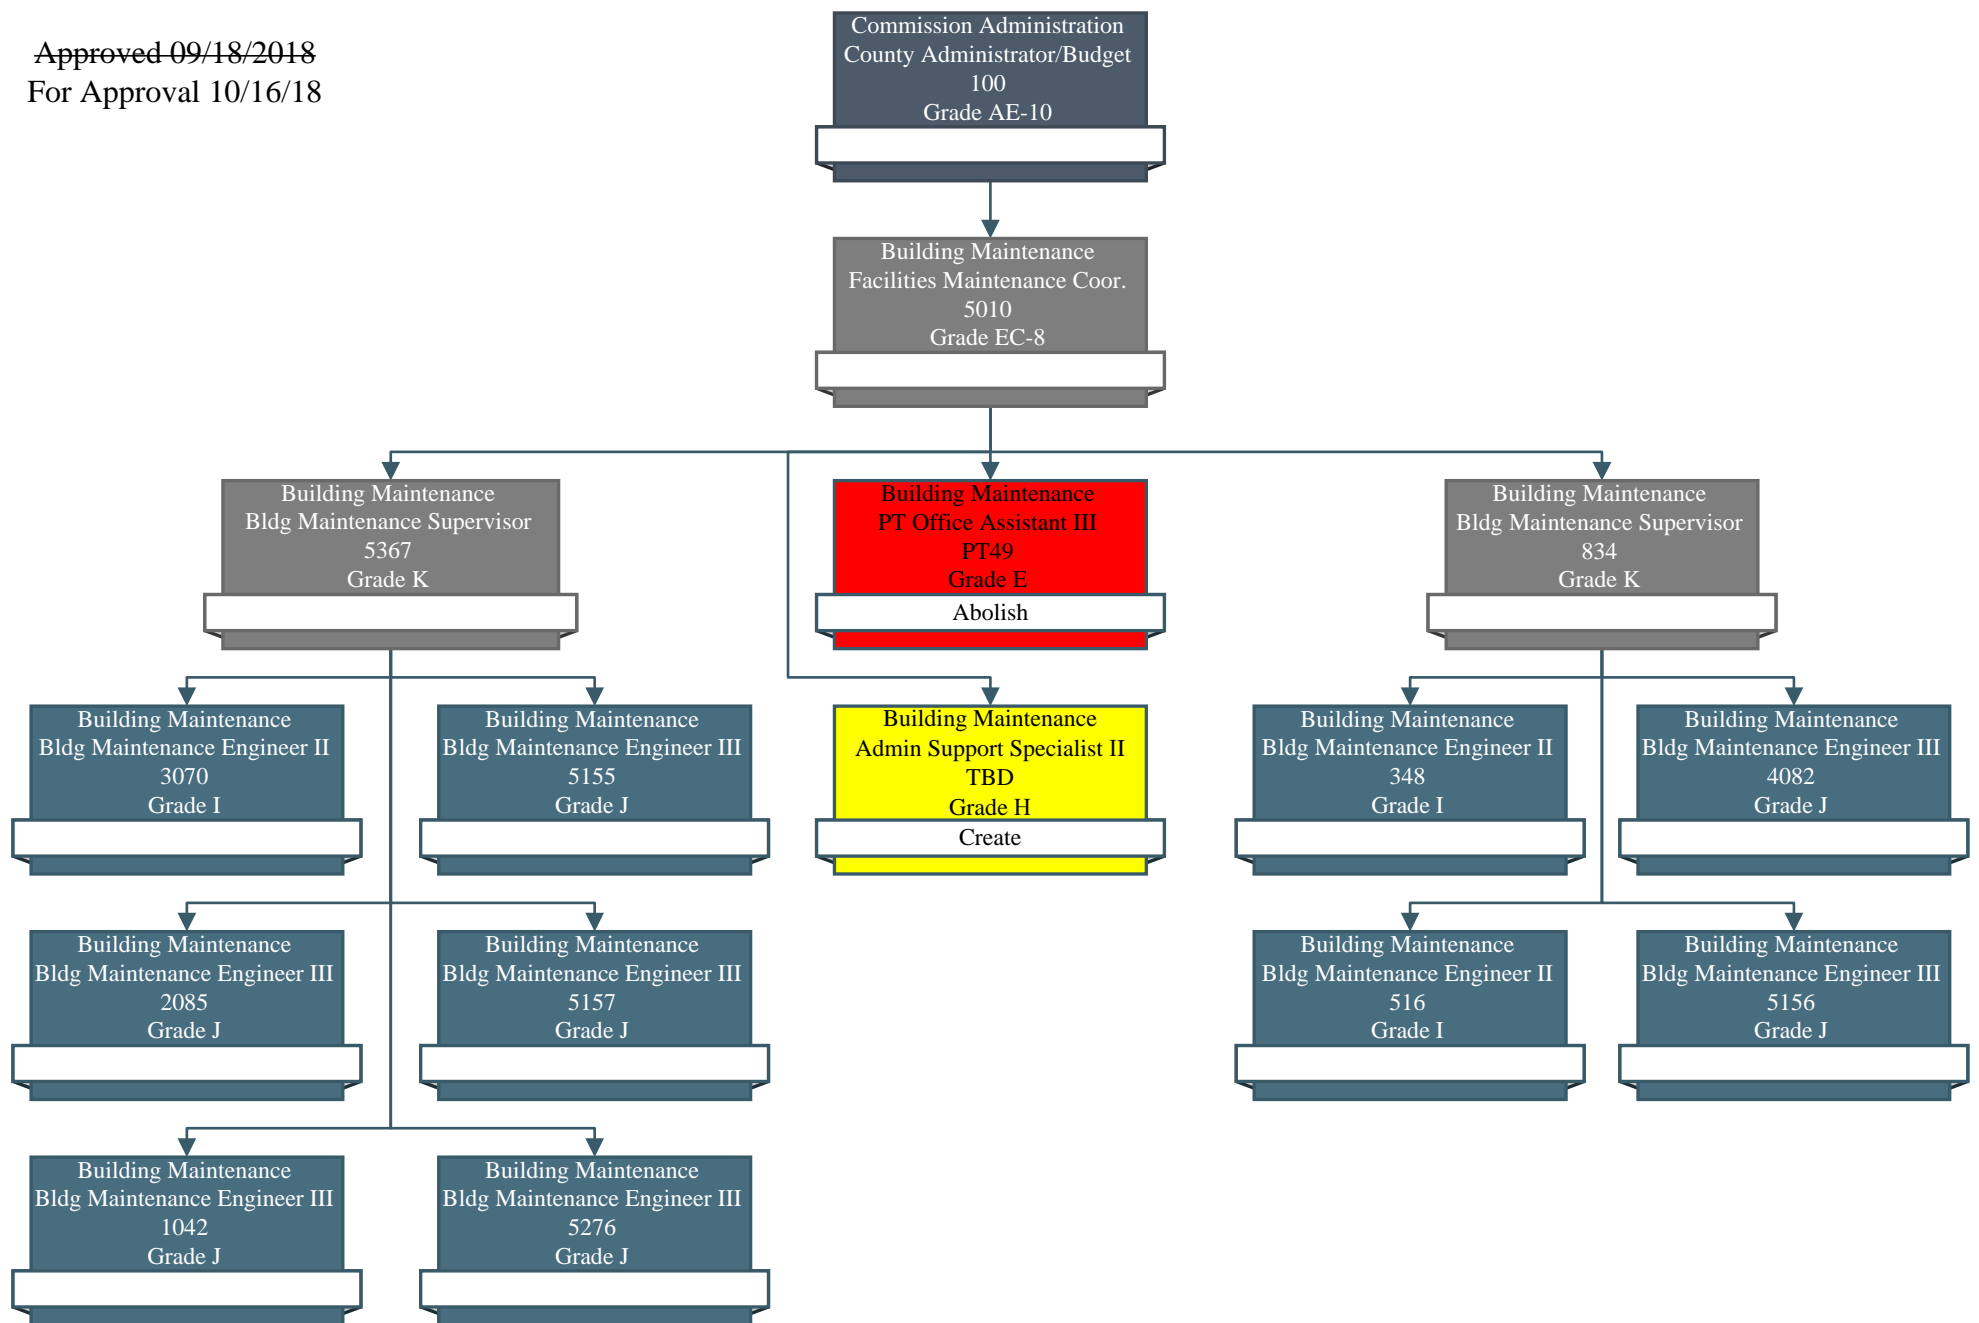 Approved 09/18/2018
For Approval 10/16/18
Commission Administration
County Administrator/Budget
100
Grade AE-10
Building Maintenance
Facilities Maintenance Coor.
5010
Grade EC-8
Building Maintenance
Bldg Maintenance Supervisor
5367
Grade K
Building Maintenance
PT Office Assistant III
PT49
Grade E
Abolish
Building Maintenance
Bldg Maintenance Supervisor
834
Grade K
Building Maintenance
Bldg Maintenance Engineer II
3070
Grade I
Building Maintenance
Bldg Maintenance Engineer III
5155
Grade J
Building Maintenance
Admin Support Specialist II
TBD
Grade H
Create
Building Maintenance
Bldg Maintenance Engineer II
348
Grade I
Building Maintenance
Bldg Maintenance Engineer III
4082
Grade J
Building Maintenance
Bldg Maintenance Engineer III
2085
Grade J
Building Maintenance
Bldg Maintenance Engineer III
5157
Grade J
Building Maintenance
Bldg Maintenance Engineer II
516
Grade I
Building Maintenance
Bldg Maintenance Engineer III
5156
Grade J
Building Maintenance
Bldg Maintenance Engineer III
1042
Grade J
Building Maintenance
Bldg Maintenance Engineer III
5276
Grade J